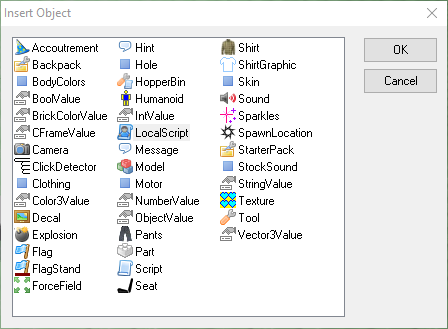 Insert Object
Accoutrement
Backpack
BodyColors
BoolValue
BrickColorValue
CFrameValue
Camera
ClickDetector
Clothing
Color3Value
Decal
Explosion
Flag
FlagStand
ForceField
Hint
Hole
HopperBin
Humanoid
IntValue
LocalScript
Message
Model
Motor
NumberValue
ObjectValue
Pants
Part
Script
Seat
Shirt
ShirtGraphic
Skin
Sound
Sparkles
SpawnLocation
StarterPack
StockSound
StringValue
Texture
Tool
Vector3Value
OK
Cancel